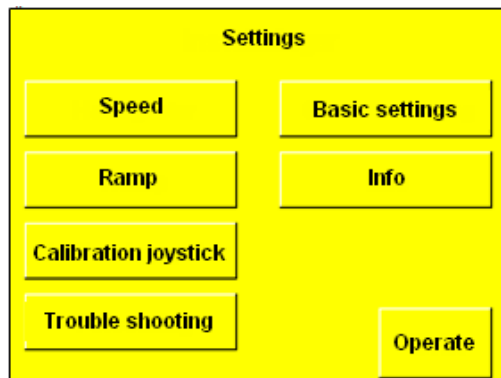 Settings
Speed
Basic settings
Ramp
Info
Calibration joystick
Trouble shooting
Operate